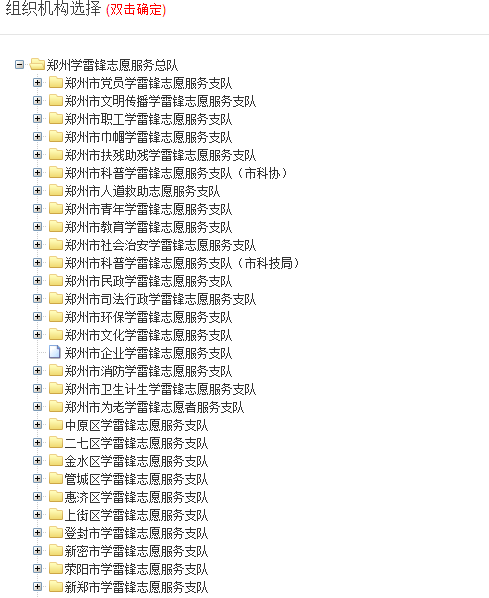 组织机构选择 (双击确定)
郑州学雷锋志愿服务总队
郑州市党员学雷锋志愿服务支队
郑州市文明传播学雷锋志愿服务支队
郑州市职工学雷锋志愿服务支队
郑州市巾帼学雷锋志愿服务支队
郑州市扶残助残学雷锋志愿服务支队
郑州市科普学雷锋志愿服务支队（市科协）
郑州市人道救助志愿服务支队
郑州市青年学雷锋志愿服务支队
郑州市教育学雷锋志愿服务支队
郑州市社会治安学雷锋志愿服务支队
郑州市科普学雷锋志愿服务支队（市科技局）
郑州市民政学雷锋志愿服务支队
郑州市司法行政学雷锋志愿服务支队
郑州市环保学雷锋志愿服务支队
郑州市文化学雷锋志愿服务支队
郑州市企业学雷锋志愿服务支队
郑州市消防学雷锋志愿服务支队
郑州市卫生计生学雷锋志愿服务支队
郑州市为老学雷锋志愿者服务支队
中原区学雷锋志愿服务支队
二七区学雷锋志愿服务支队
金水区学雷锋志愿服务支队
管城区学雷锋志愿服务支队
惠济区学雷锋志愿服务支队
上街区学雷锋志愿服务支队
登封市学雷锋志愿服务支队
新密市学雷锋志愿服务支队
荥阳市学雷锋志愿服务支队
新郑市学雷锋志愿服务支队